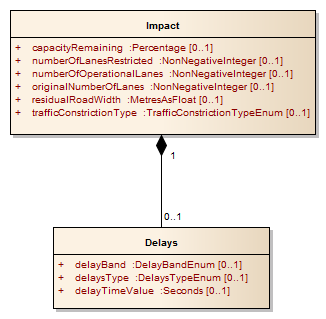 Impact
+ capacityRemaining :Percentage [0..1]
+ numberOfLanesRestricted :NonNegativeInteger [0..1]
+ numberOfOperationalLanes :NonNegativeInteger [0..1]
+ originalNumberOfLanes :NonNegativeInteger [0..1]
+ residualRoadWidth :MetresAsFloat [0..1]
+ trafficConstrictionType :TrafficConstrictionTypeEnum [0..1]
1
0..1
Delays
+ delayBand :DelayBandEnum [0..1]
+ delaysType :DelaysTypeEnum [0..1]
+ delayTimeValue :Seconds [0..1]